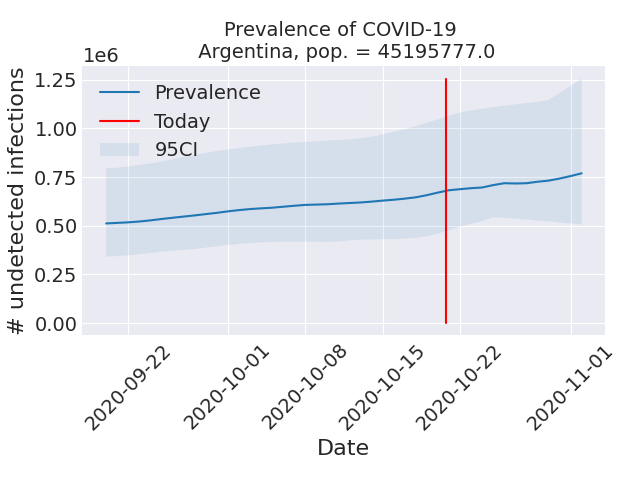 Prevalence of COVID-19
Argentina, pop. = 45195777.0
1e6
1.25
1.00
0.75
0.50
0.25
0.00
# undetected infections
Prevalence
Today
95CI
2020-09-22
2020-10-01
2020-10-08
2020-10-15
2020-10-22
2020-11-01
Date